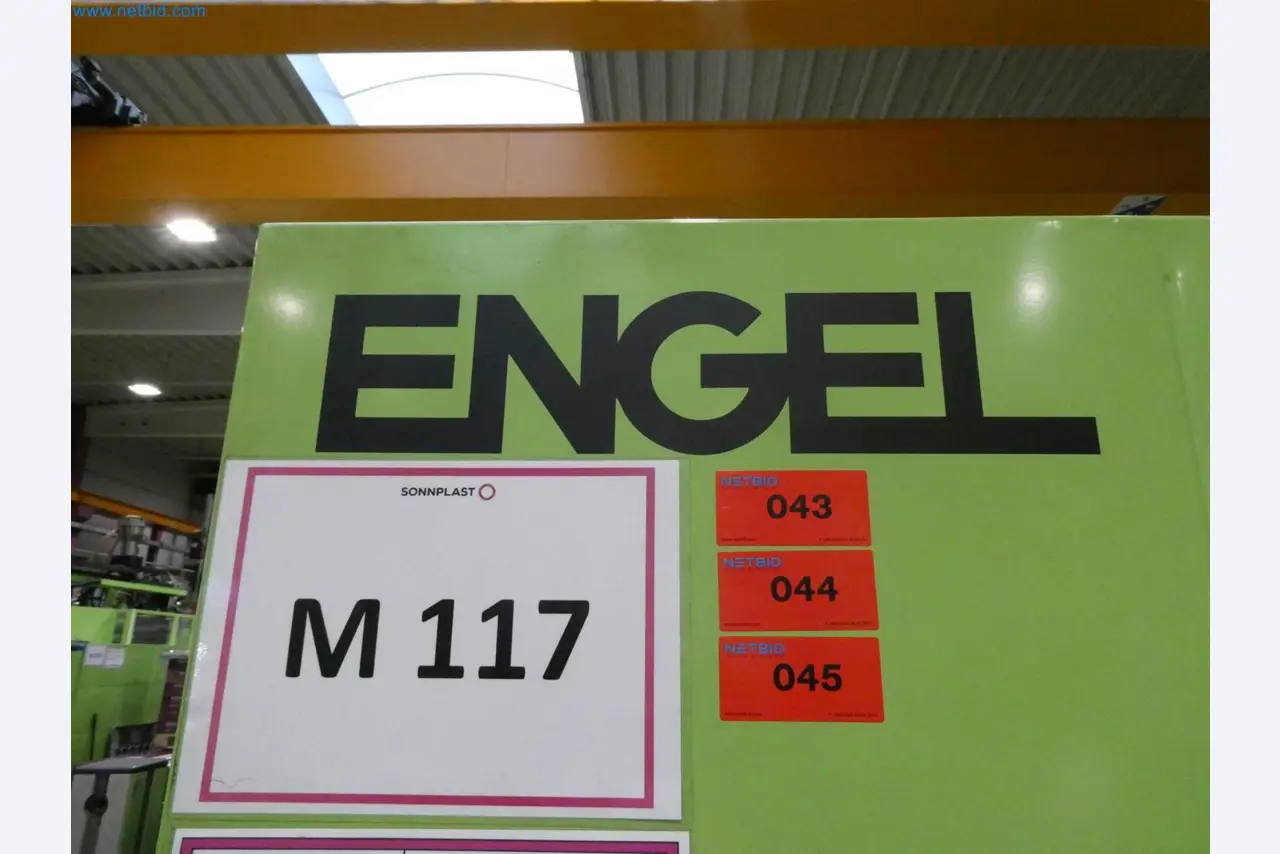 www.netbid.com
ENGEL
SONNPLAST
M 117
NETBID
043
NETBID
044
NETBID
045